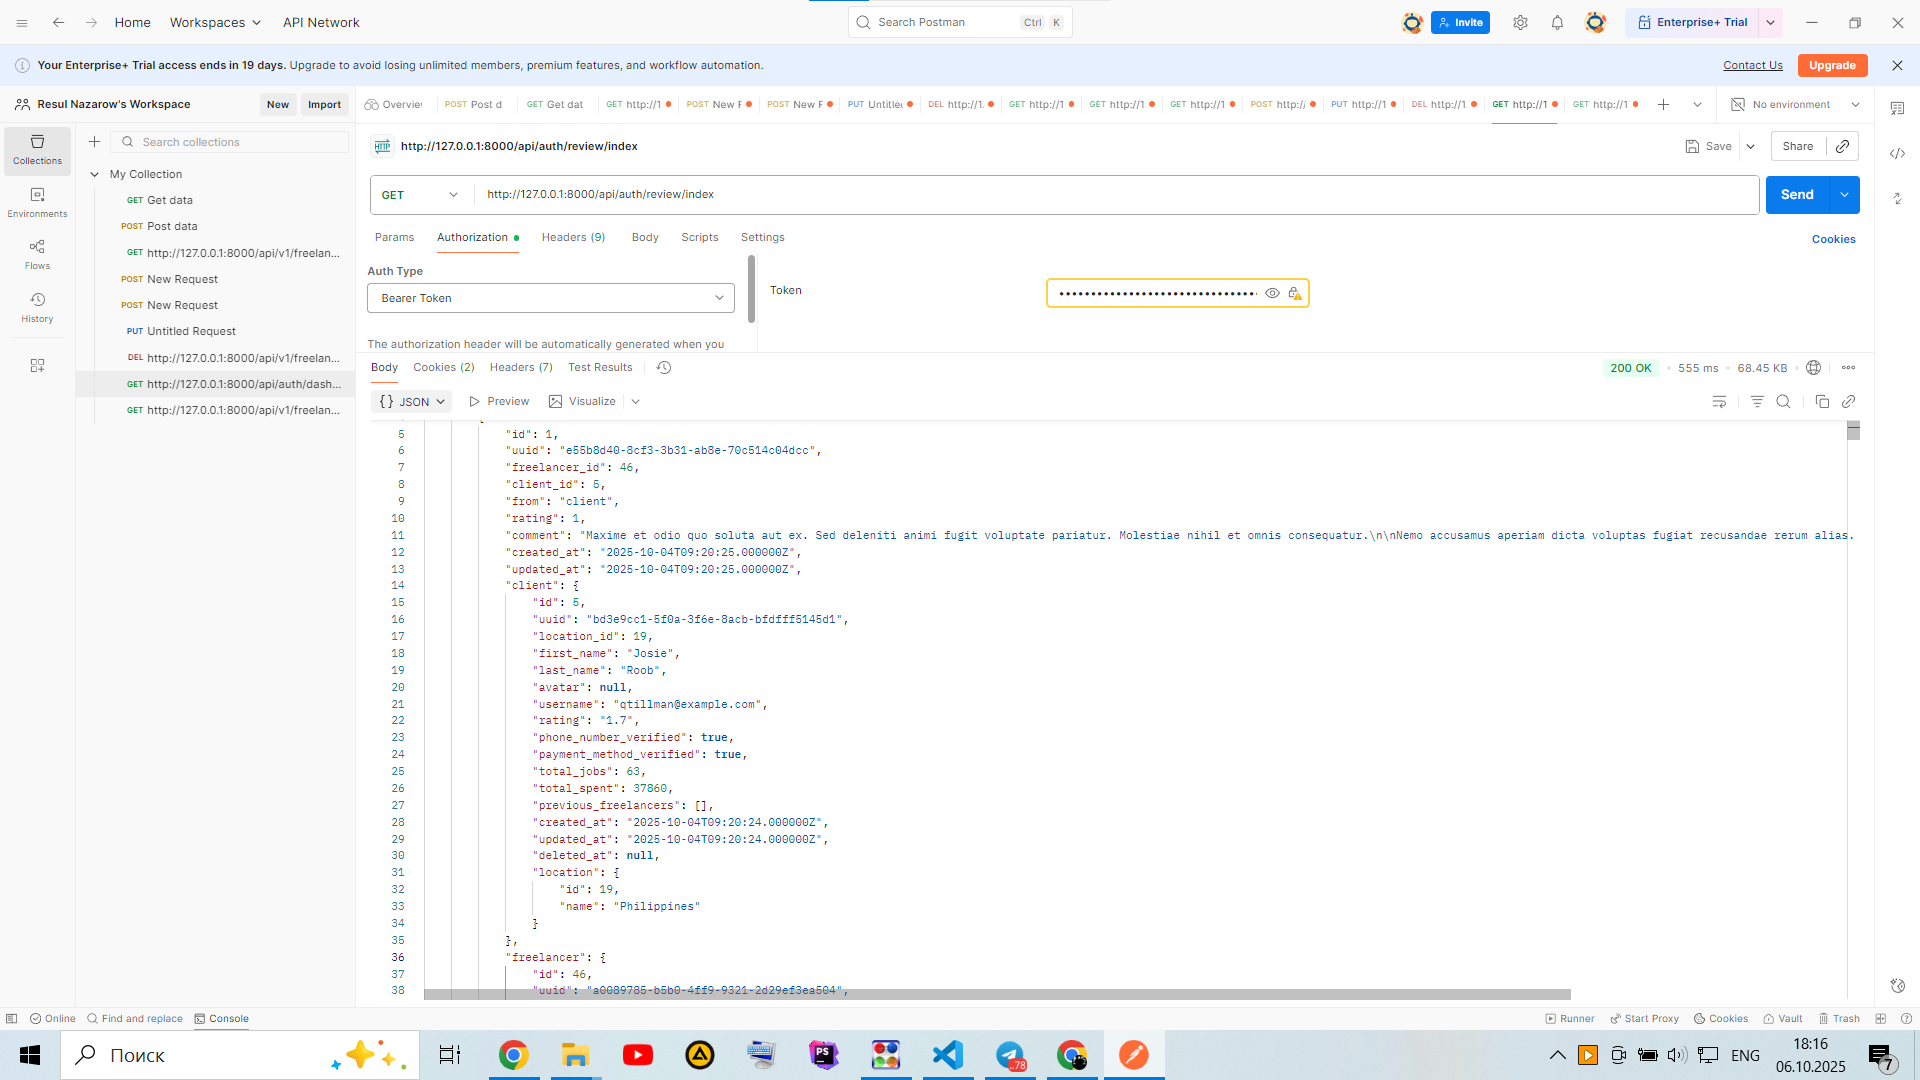 Home
Workspaces
API Network
Search Postman
Ctrl
K
Invite
Enterprise+ Trial
Your Enterprise+ Trial access ends in 19 days. Upgrade to avoid losing unlimited members, premium features, and workflow automation.
Contact Us
Upgrade
Resul Nazarow's Workspace
New
Import
Overvie
POST Post d
GET Get dat
GET http://1
POST New F
POST New F
PUT Untitle
DEL http://1.
GET http://1
GET http://1
GET http://1
POST http://
PUT http://1
DEL http://1.
GET http://1
GET http://1
No environment
Collections
Environments
Flows
History
Search collections
My Collection
GET Get data
POST Post data
GET http://127.0.0.1:8000/api/v1/freelan...
POST New Request
POST New Request
PUT Untitled Request
DEL http://127.0.0.1:8000/api/v1/freelan...
GET http://127.0.0.1:8000/api/auth/dash...
GET http://127.0.0.1:8000/api/v1/freelan...
HTTP
http://127.0.0.1:8000/api/auth/review/index
Save
Share
GET
http://127.0.0.1:8000/api/auth/review/index
Send
Params
Authorization
Headers (9)
Body
Scripts
Settings
Cookies
Auth Type
Bearer Token
Token
The authorization header will be automatically generated when you
Body
Cookies (2)
Headers (7)
Test Results
200 OK
555 ms
68.45 KB
{} JSON
Preview
Visualize
5 "id": 1,
6 "uuid": "e55b8d40-8cf3-3b31-ab8e-70c514c04dcc",
7 "freelancer_id": 46,
8 "client_id": 5,
9 "from": "client",
10 "rating": 1,
11 "comment": "Maxime et odio quo soluta aut ex. Sed deleniti animi fugit voluptate pariatur. Molestiae nihil et omnis consequatur.\n\nNemo accusamus aperiam dicta voluptas fugiat recusandae rerum alias.
12 "created_at": "2025-10-04T09:20:25.000000Z",
13 "updated_at": "2025-10-04T09:20:25.000000Z",
14 "client": {
15 "id": 5,
16 "uuid": "bd3e9cc1-5f0a-3f6e-8acb-bfdfff5145d1",
17 "location_id": 19,
18 "first_name": "Josie",
19 "last_name": "Roob",
20 "avatar": null,
21 "username": "qtillman@example.com",
22 "rating": "1.7",
23 "phone_number_verified": true,
24 "payment_method_verified": true,
25 "total_jobs": 63,
26 "total_spent": 37860,
27 "previous_freelancers": [],
28 "created_at": "2025-10-04T09:20:24.000000Z",
29 "updated_at": "2025-10-04T09:20:24.000000Z",
30 "deleted_at": null,
31 "location": {
32 "id": 19,
33 "name": "Philippines"
34 }
35 },
36 "freelancer": {
37 "id": 46,
38 "uuid": "a0089785-b5b0-4ff9-9321-2d29ef3ea504",
Online
Find and replace
Console
Runner
Start Proxy
Cookies
Vault
Trash
Поиск
PS
..78
ENG
18:16
06.10.2025
7